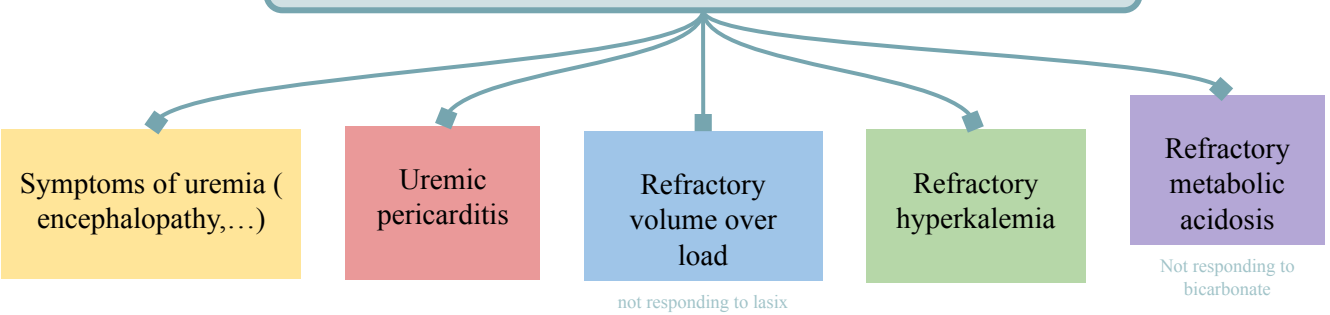 Symptoms of uremia (
encephalopathy,…)
Uremic
pericarditis
Refractory
volume over
load
not responding to lasix
Refractory
hyperkalemia
Refractory
metabolic
acidosis
Not responding to
bicarbonate